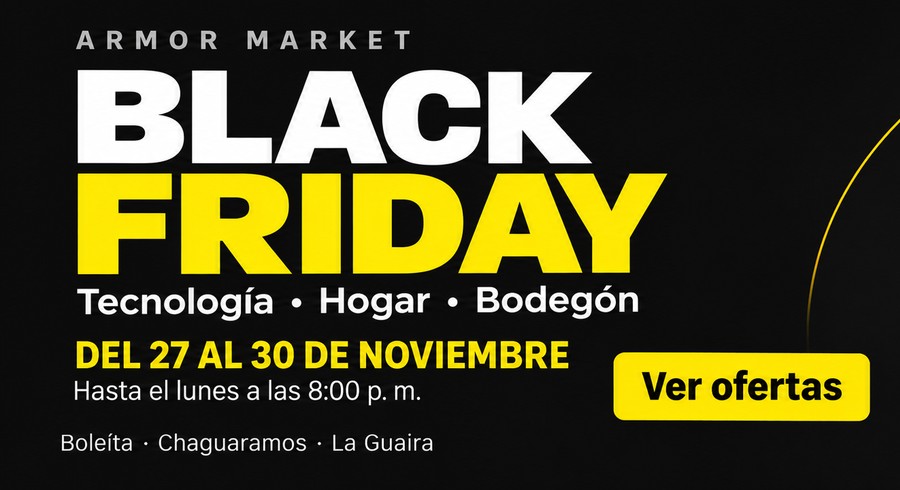 ARMOR MARKET
BLACK
FRIDAY
Tecnología • Hogar • Bodegón
DEL 27 AL 30 DE NOVIEMBRE
Hasta el lunes a las 8:00 p. m.
Ver ofertas
Boleíta · Chaguaramos · La Guaira